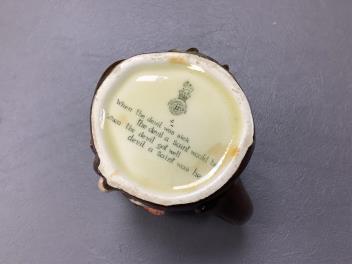 When the devil was sick
The devil a Saint would be
When the devil got well
devil a Saint was he